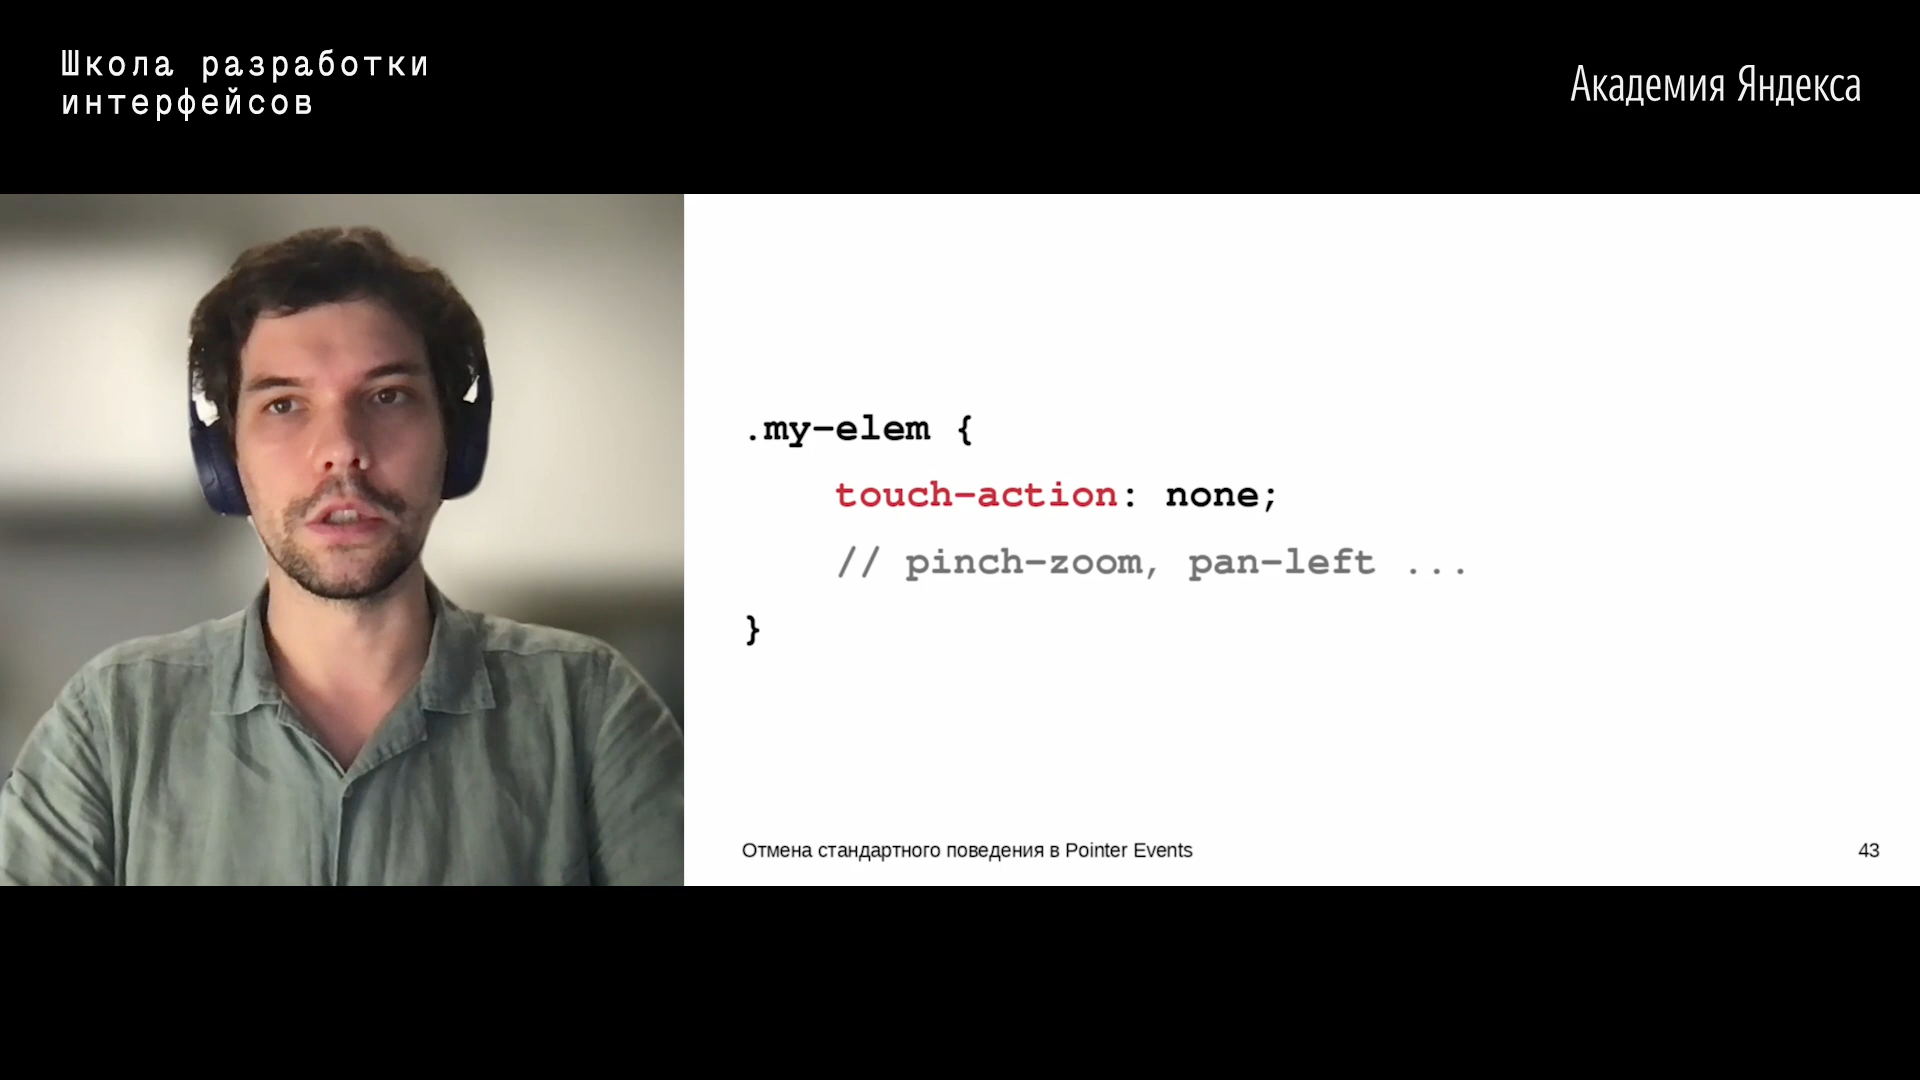 Школа разработки
интерфейсов
Академия Яндекса
.my-elem {
touch-action: none;
// pinch-zoom, pan-left ...
}
Отмена стандартного поведения в Pointer Events
43